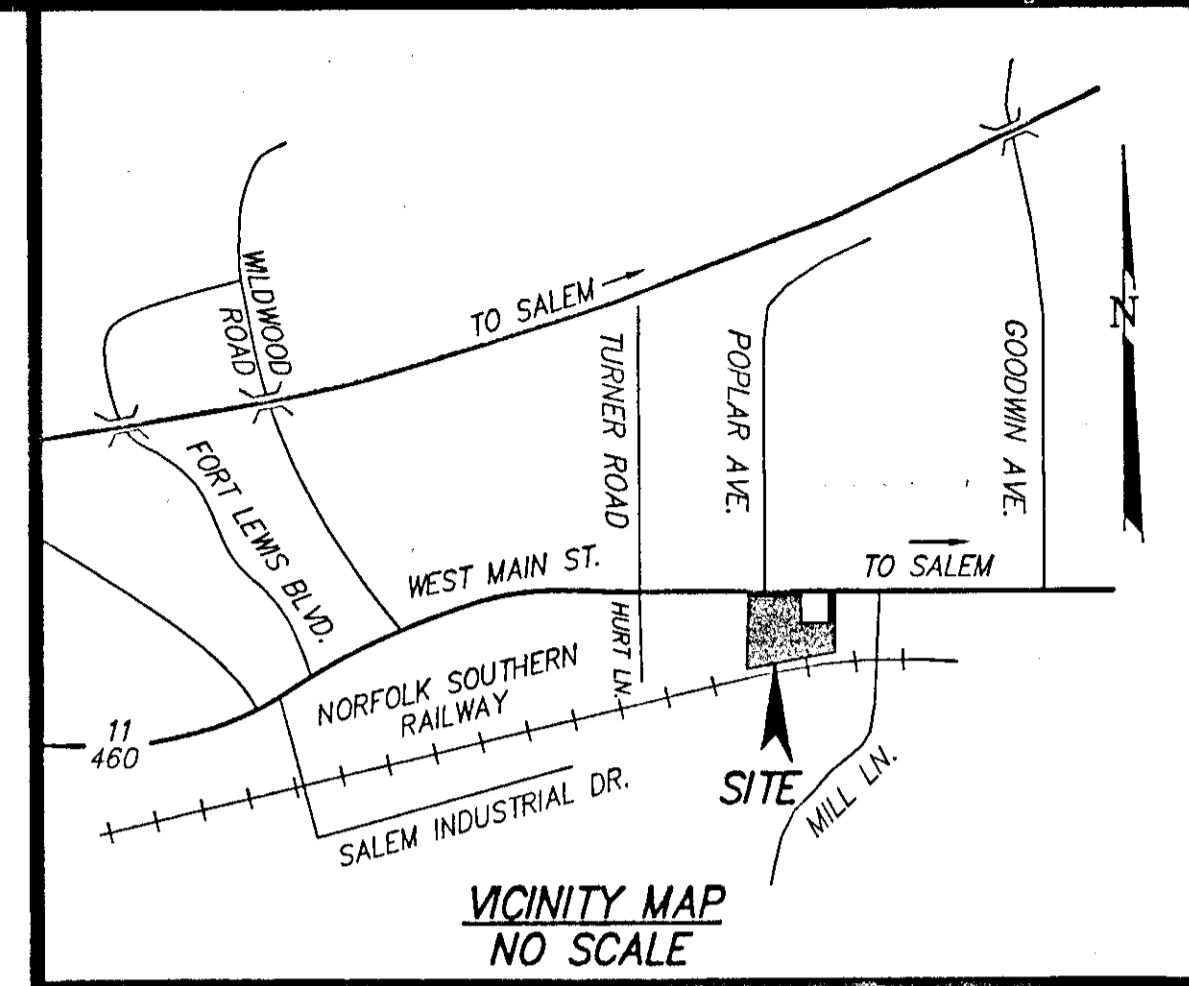 WILDWOOD
ROAD
TO SALEM
N
TURNER ROAD
POPLAR AVE.
GOODWIN AVE.
FORT LEWIS BLVD.
WEST MAIN ST.
TO SALEM
HURT LN.
NORFOLK SOUTHERN
RAILWAY
11
460
SITE
MILL LN.
SALEM INDUSTRIAL DR.
VICINITY MAP
NO SCALE